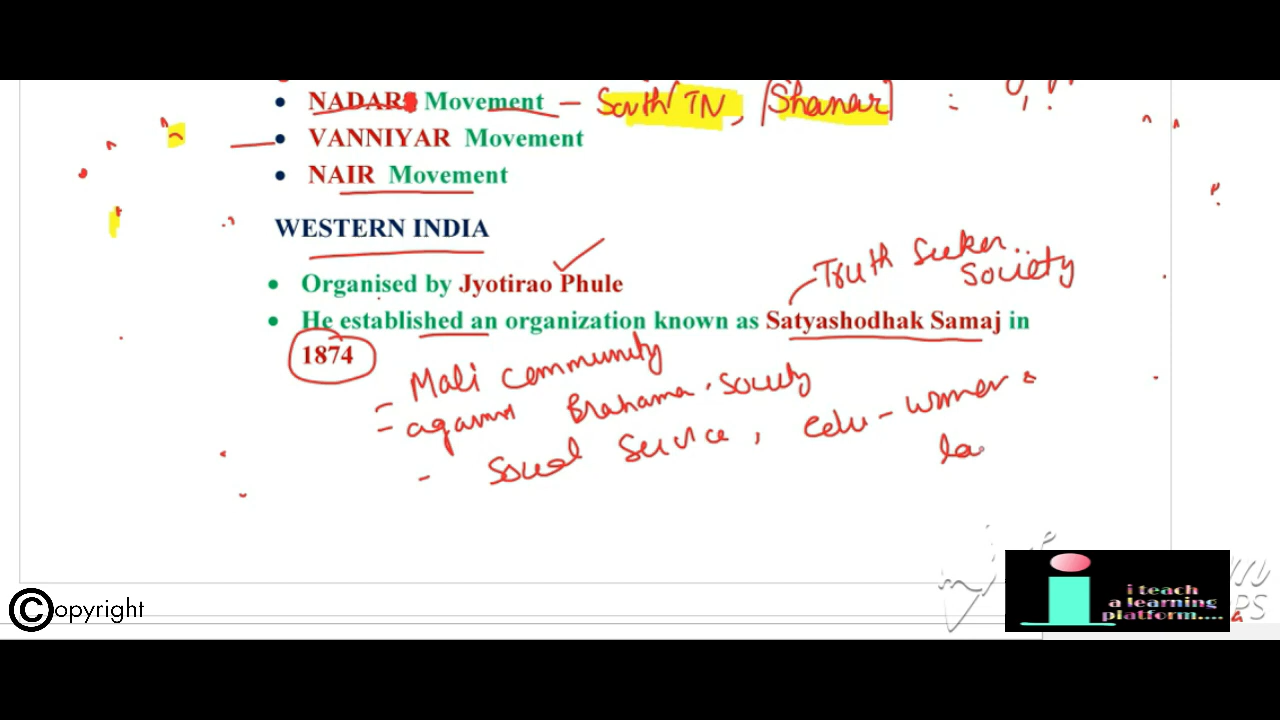 NADARS Movement – South TN, [Shanar]
VANNIYAR Movement
NAIR Movement
WESTERN INDIA
Truth Seeker..
Society
Organised by Jyotirao Phule
He established an organization known as Satyashodhak Samaj in
1874
– Mali Community
– against Brahama. Society
– Social Service, Edu – women &
la
Copyright
i teach
a learning
platform....